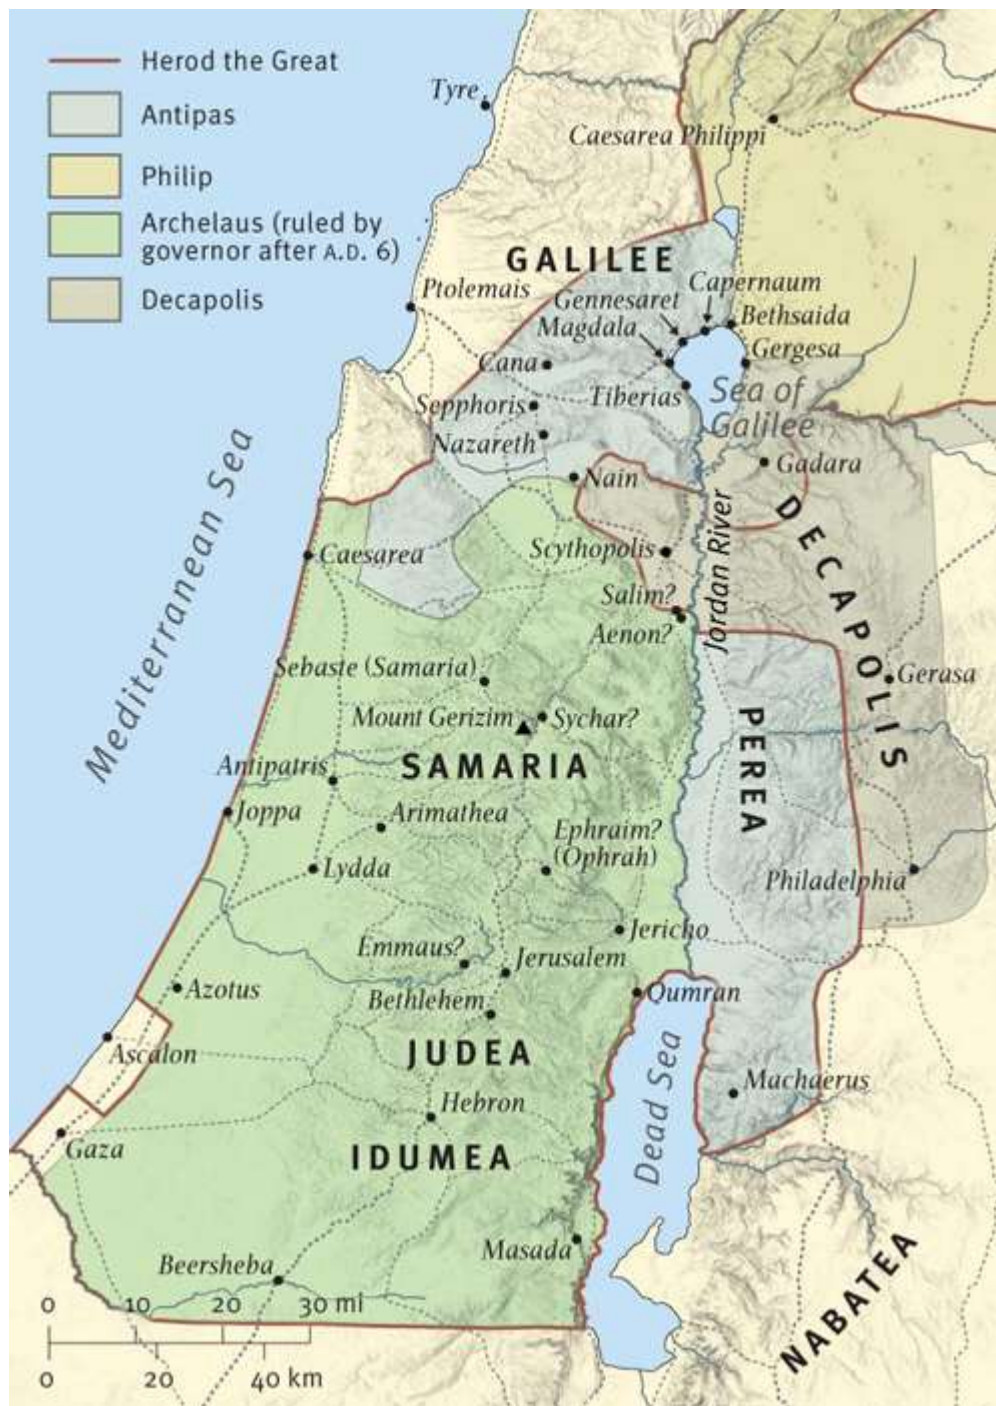 Herod the Great
Antipas
Philip
Archelaus (ruled by
governor after A.D. 6)
Decapolis
Tyre
Caesarea Philippi
GALILEE
Capernaum
Ptolemais
Gennesaret
Bethsaida
Magdala
Gergesa
Cana
Tiberias
Sea of
Galilee
Sepphoris
Nazareth
Gadara
Nain
Mediterranean Sea
Jordan River
DECAPOLIS
Scythopolis
Caesarea
Salim?
Aenon?
Sebaste (Samaria)
Gerasa
Mount Gerizim
Sychar?
PEREA
SAMARIA
Antipatris
Joppa
Arimathea
Ephraim?
(Ophrah)
Lydda
Philadelphia
Jericho
Emmaus?
Jerusalem
Azotus
Bethlehem
Qumran
Ascalon
JUDEA
Dead Sea
Machaerus
Hebron
Gaza
IDUMEA
Masada
Beersheba
NABATEA
0 10 20 30 mi
0 20 40 km